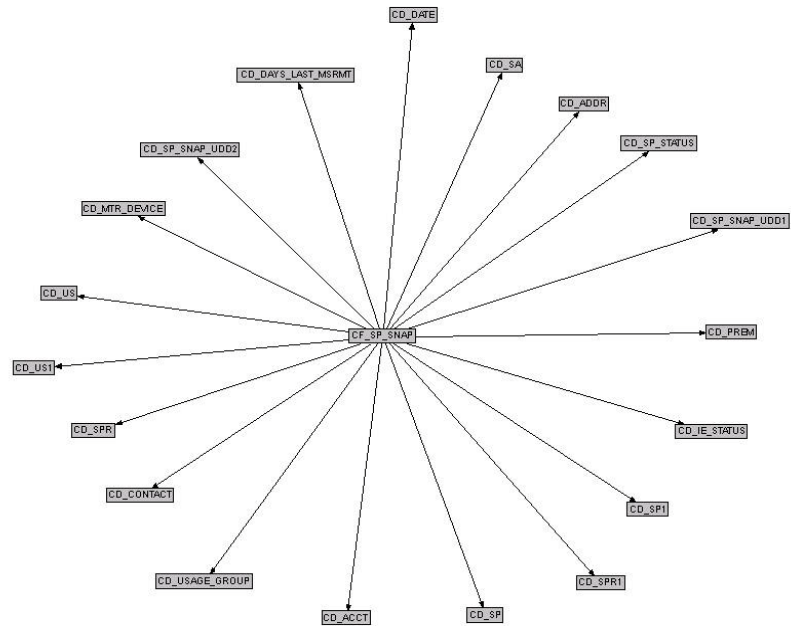 CD_DATE
CD_SA
CD_DAYS_LAST_MSRMT
CD_ADDR
CD_SP_STATUS
CD_SP_SNAP_UDD2
CD_MTR_DEVICE
CD_SP_SNAP_UDD1
CD_US
CF_SP_SNAP
CD_PREM
CD_US1
CD_SPR
CD_IE_STATUS
CD_CONTACT
CD_SP1
CD_USAGE_GROUP
CD_SPR1
CD_ACCT
CD_SP